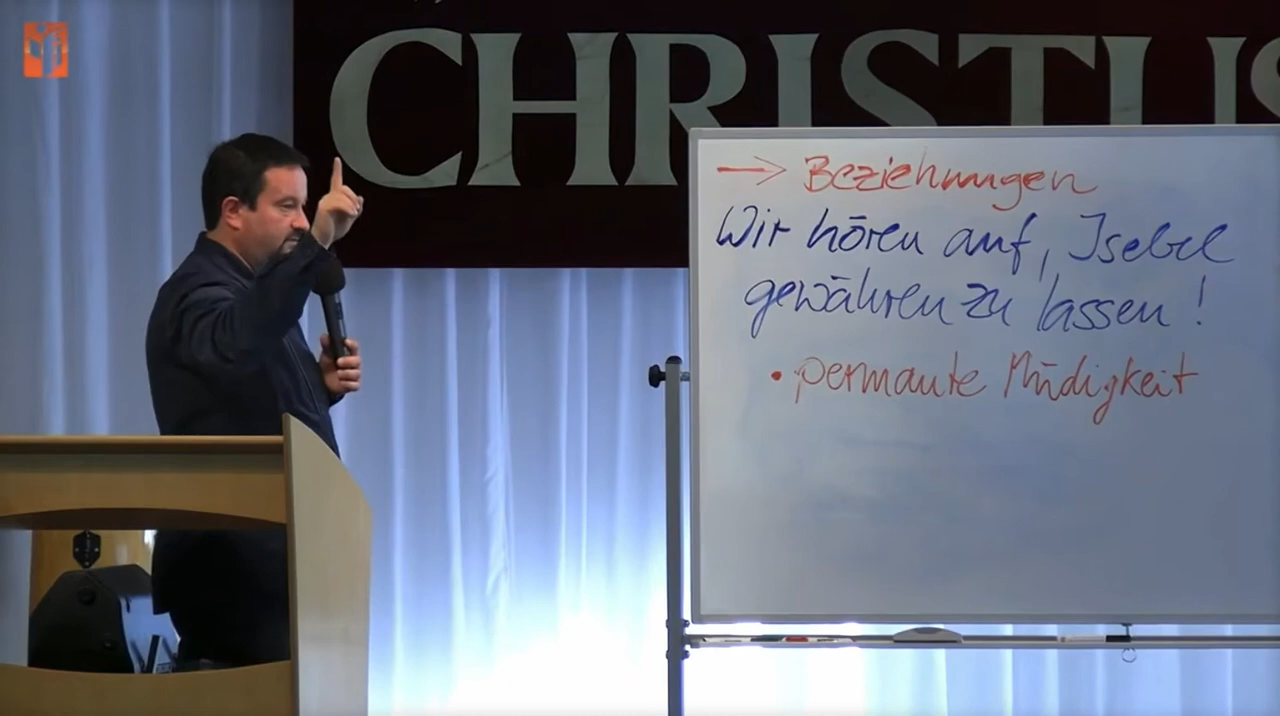 CHRISTUS
→ Beziehungen
Wir hören auf, Isebel
gewähren zu lassen!
• permante Müdigkeit